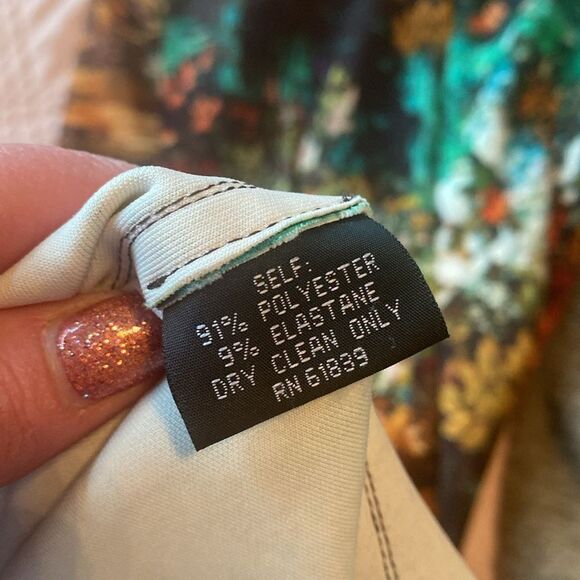 SELF:
91% POLYESTER
9% ELASTANE
DRY CLEAN ONLY
RN 61839